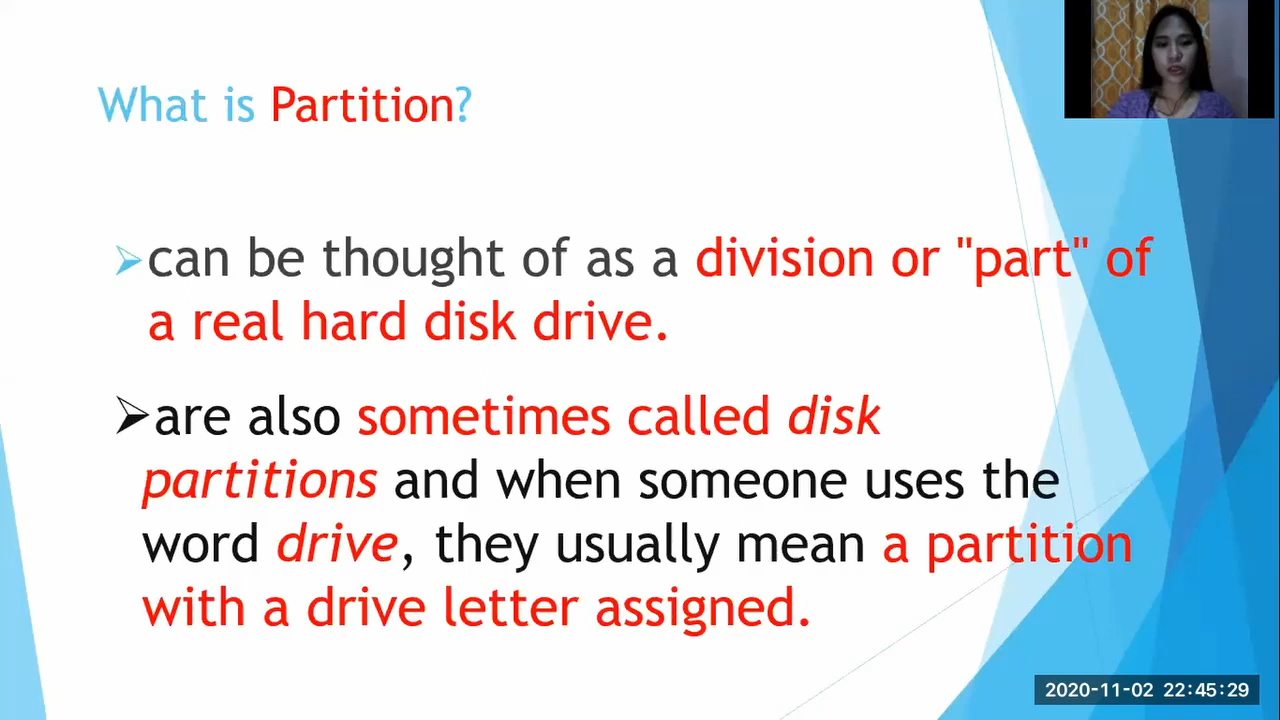 What is Partition?
can be thought of as a division or "part" of
a real hard disk drive.
are also sometimes called disk
partitions and when someone uses the
word drive, they usually mean a partition
with a drive letter assigned.
2020-11-02 22:45:29